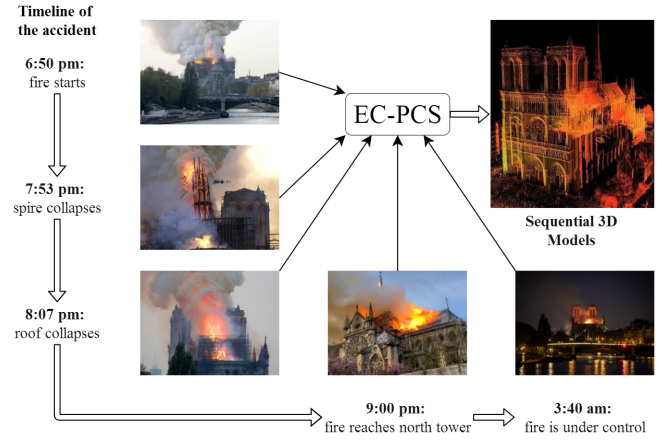 Timeline of
the accident
6:50 pm:
fire starts
7:53 pm:
spire collapses
8:07 pm:
roof collapses
9:00 pm:
fire reaches north tower
3:40 am:
fire is under control
EC-PCS
Sequential 3D
Models